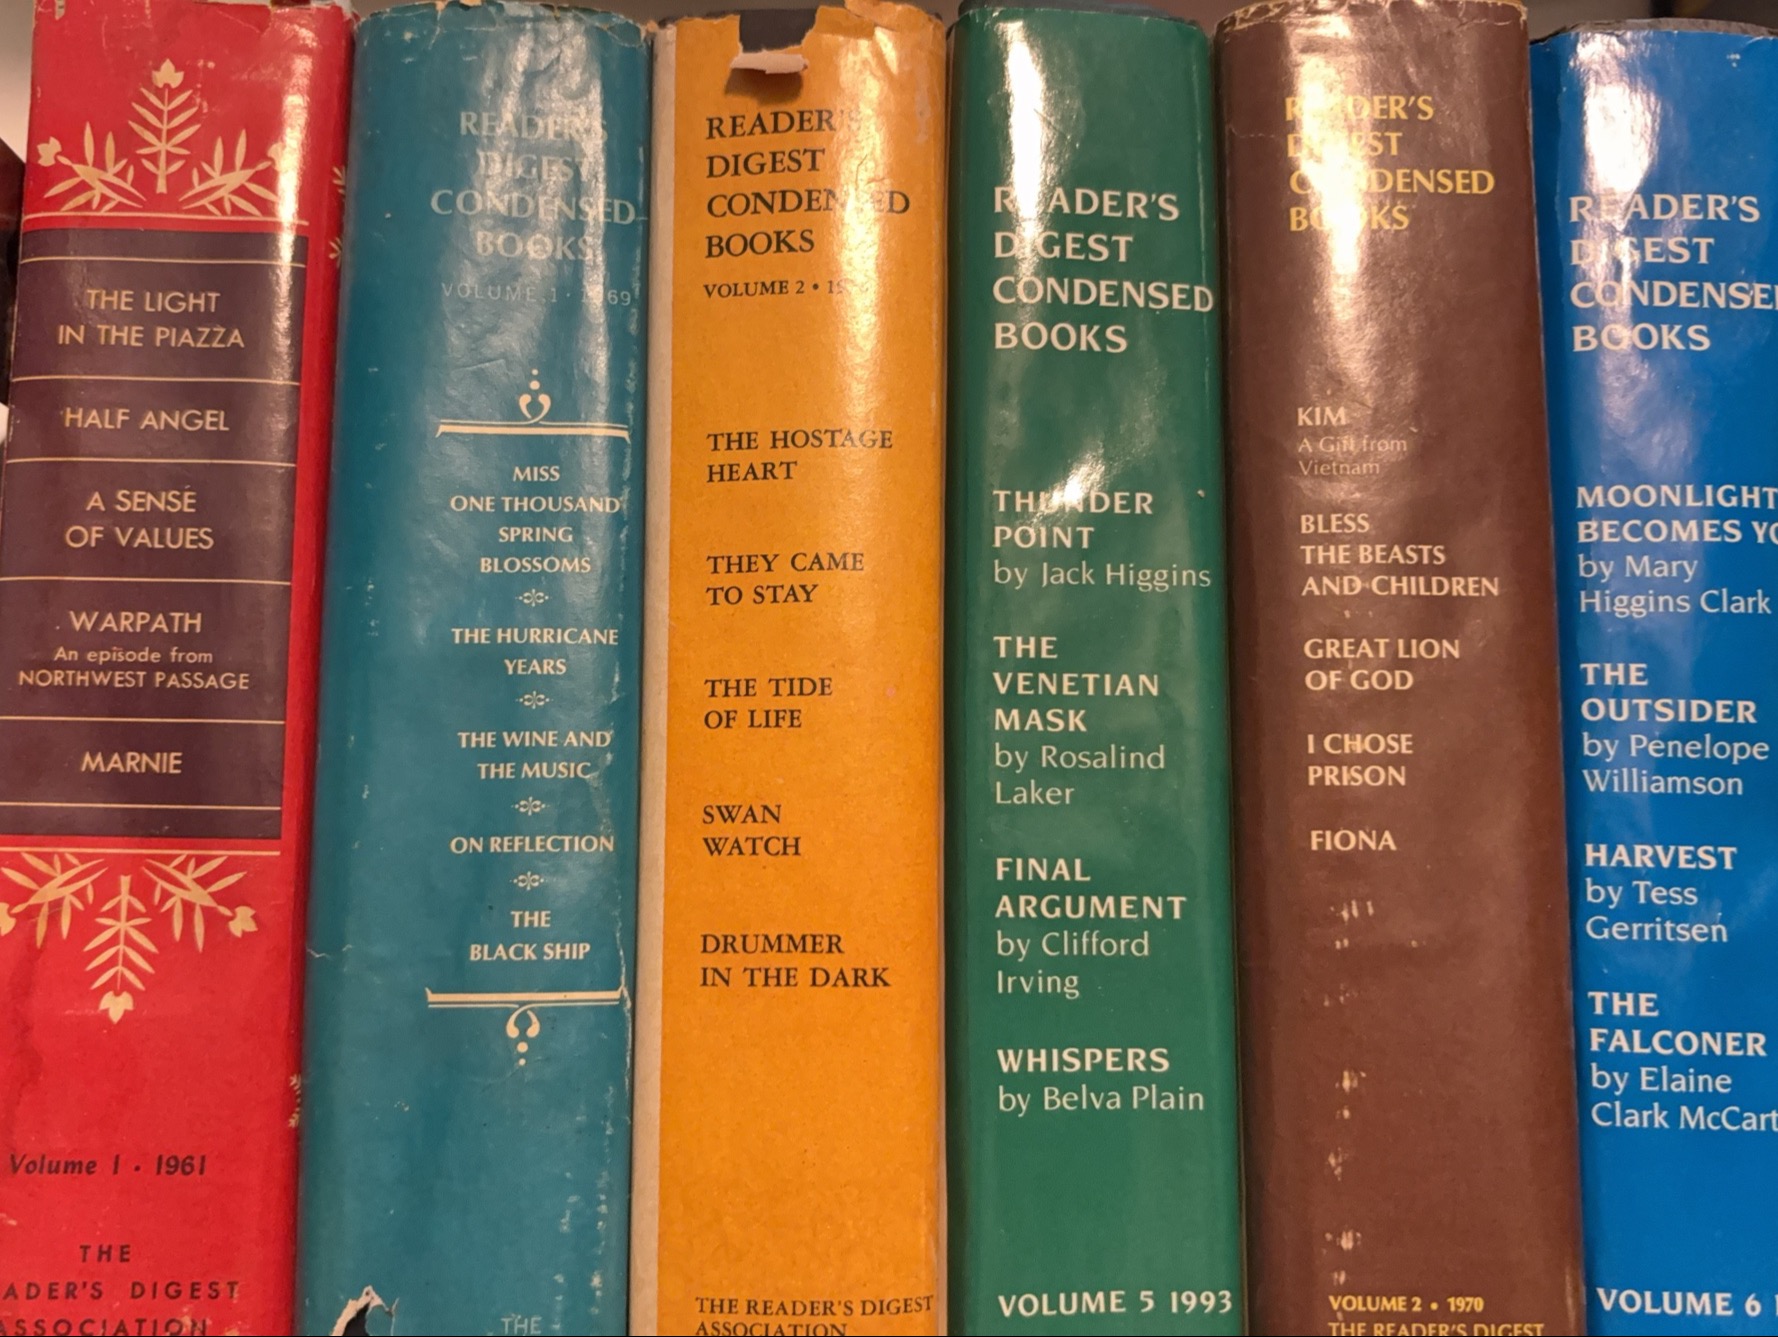 THE LIGHT
IN THE PIAZZA
HALF ANGEL
A SENSE
OF VALUES
WARPATH
An episode from
NORTHWEST PASSAGE
MARNIE
Volume 1 • 1961
THE
ADER'S DIGEST
ASSOCIATION
READER'S
DIGEST
CONDENSED
BOOKS
VOLUME 1 • 1969
MISS
ONE THOUSAND
SPRING
BLOSSOMS
THE HURRICANE
YEARS
THE WINE AND
THE MUSIC
ON REFLECTION
THE
BLACK SHIP
THE
READER'S
DIGEST
CONDENSED
BOOKS
VOLUME 2 •
THE HOSTAGE
HEART
THEY CAME
TO STAY
THE TIDE
OF LIFE
SWAN
WATCH
DRUMMER
IN THE DARK
THE READER'S DIGEST
ASSOCIATION
READER'S
DIGEST
CONDENSED
BOOKS
THUNDER
POINT
by Jack Higgins
THE
VENETIAN
MASK
by Rosalind
Laker
FINAL
ARGUMENT
by Clifford
Irving
WHISPERS
by Belva Plain
VOLUME 5 1993
READER'S
DIGEST
CONDENSED
BOOKS
KIM
A Gift from
Vietnam
BLESS
THE BEASTS
AND CHILDREN
GREAT LION
OF GOD
I CHOSE
PRISON
FIONA
VOLUME 2 • 1970
THE READER'S DIGEST
READER'S
DIGEST
CONDENSE
BOOKS
MOONLIGHT
BECOMES YO
by Mary
Higgins Clark
THE
OUTSIDER
by Penelope
Williamson
HARVEST
by Tess
Gerritsen
THE
FALCONER
by Elaine
Clark McCart
VOLUME 6